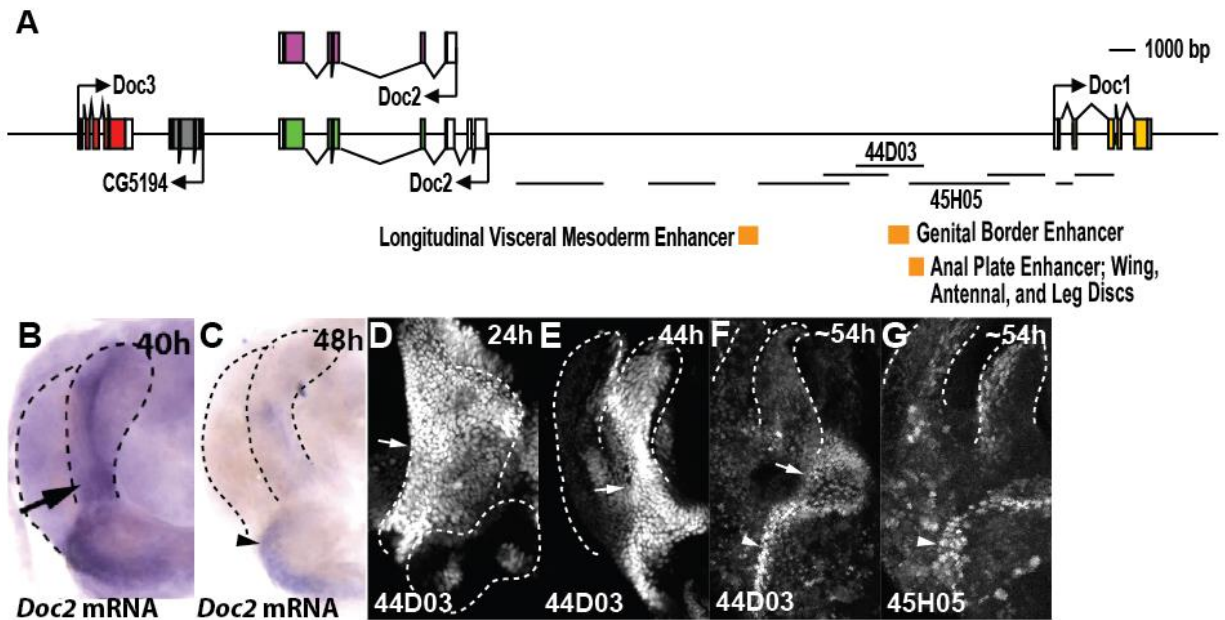 A
1000 bp
Doc3
Doc2
Doc1
CG5194
Doc2
44D03
45H05
Longitudinal Visceral Mesoderm Enhancer
Genital Border Enhancer
Anal Plate Enhancer; Wing,
Antennal, and Leg Discs
B 40h
C 48h
D 24h
E 44h
F ~54h
G ~54h
Doc2 mRNA
Doc2 mRNA
44D03
44D03
44D03
45H05